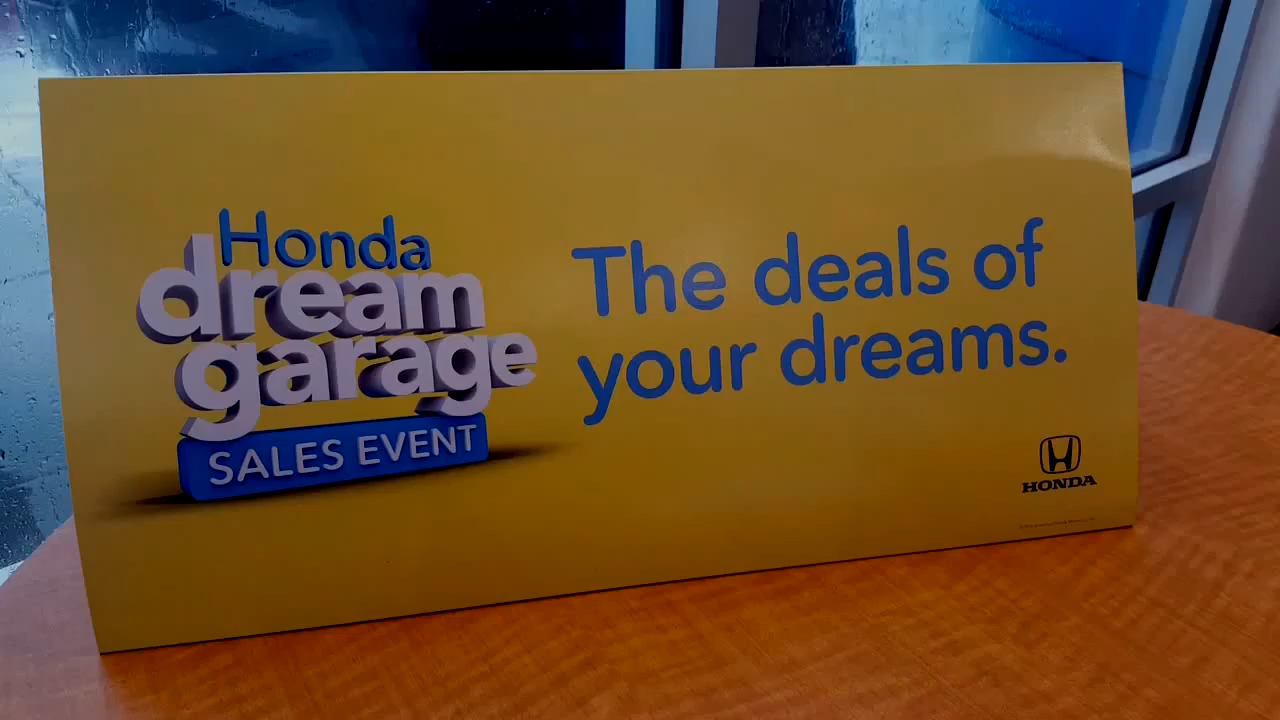 Honda
dream
garage
SALES EVENT
The deals of
your dreams.
HONDA